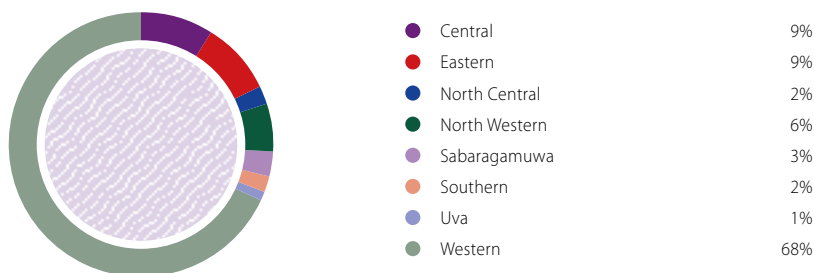 Central 9%
Eastern 9%
North Central 2%
North Western 6%
Sabaragamuwa 3%
Southern 2%
Uva 1%
Western 68%